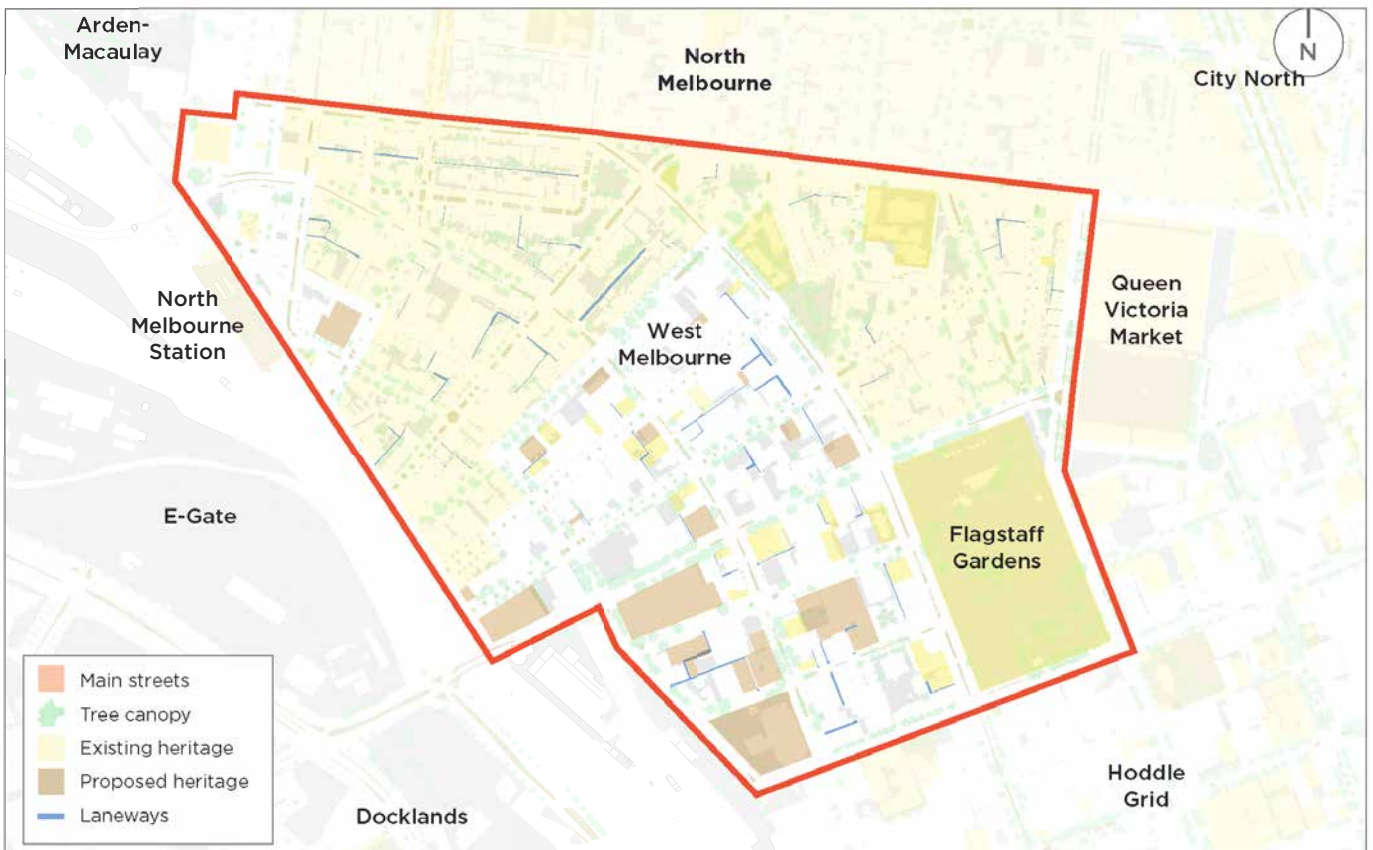 Arden-
Macaulay
North
Melbourne
City North
N
North
Melbourne
Station
West
Melbourne
Queen
Victoria
Market
E-Gate
Flagstaff
Gardens
Main streets
Tree canopy
Existing heritage
Proposed heritage
Laneways
Docklands
Hoddle
Grid